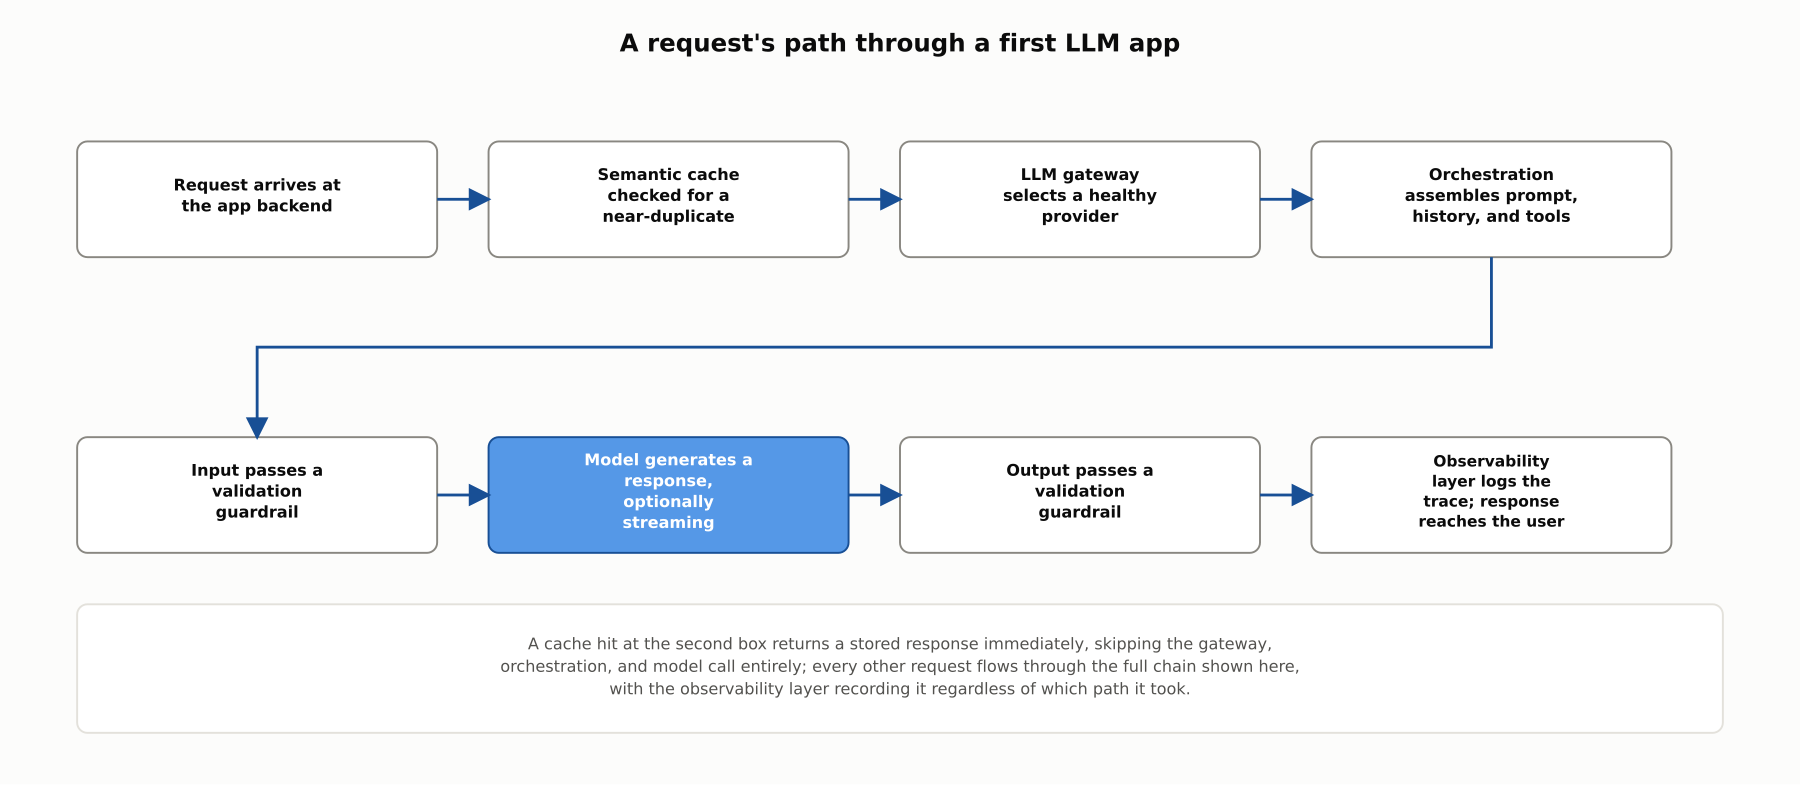 A request's path through a first LLM app
Request arrives at
the app backend
Semantic cache
checked for a
near-duplicate
LLM gateway
selects a healthy
provider
Orchestration
assembles prompt,
history, and tools
Input passes a
validation
guardrail
Model generates a
response,
optionally
streaming
Output passes a
validation
guardrail
Observability
layer logs the
trace; response
reaches the user
A cache hit at the second box returns a stored response immediately, skipping the gateway,
orchestration, and model call entirely; every other request flows through the full chain shown here,
with the observability layer recording it regardless of which path it took.